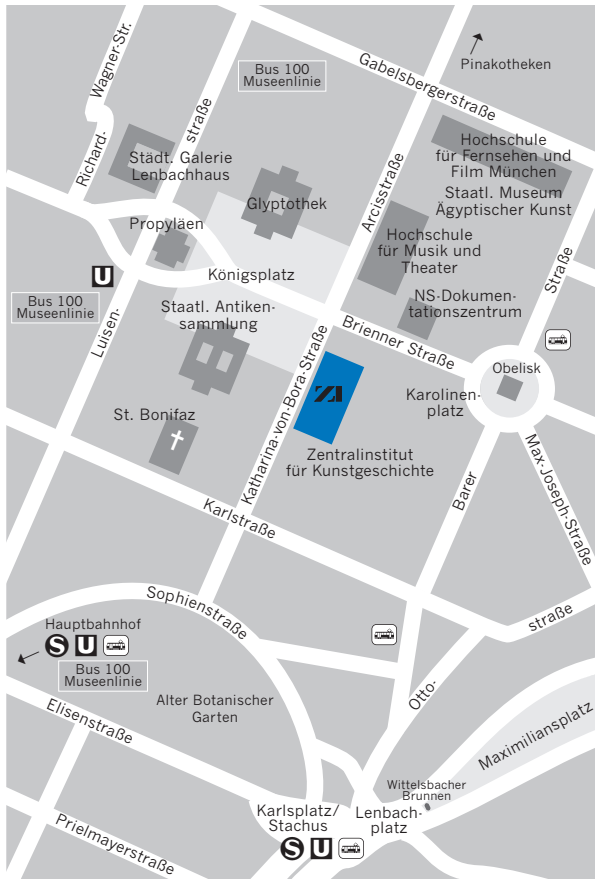 Wagner-Str.
Richard-
straße
Bus 100
Museenlinie
Pinakotheken
Gabelsbergerstraße
Städt. Galerie
Lenbachhaus
Glyptothek
Arcisstraße
Hochschule
für Fernsehen und
Film München
Staatl. Museum
Ägyptischer Kunst
Propyläen
Hochschule
für Musik und
Theater
Königsplatz
U
Bus 100
Museenlinie
Luisen-
Staatl. Antiken-
sammlung
NS-Dokumen-
tationszentrum
Straße
Brienner Straße
Obelisk
Karolinen-
platz
Katharina-von-Bora-Straße
St. Bonifaz
Zentralinstitut
für Kunstgeschichte
Karlstraße
Barer
Max-Joseph-Straße
Sophienstraße
straße
Otto-
Hauptbahnhof
S U
Bus 100
Museenlinie
Elisenstraße
Alter Botanischer
Garten
Maximiliansplatz
Wittelsbacher
Brunnen
Karlsplatz/
Stachus
Lenbach-
platz
S U
Prielmayerstraße